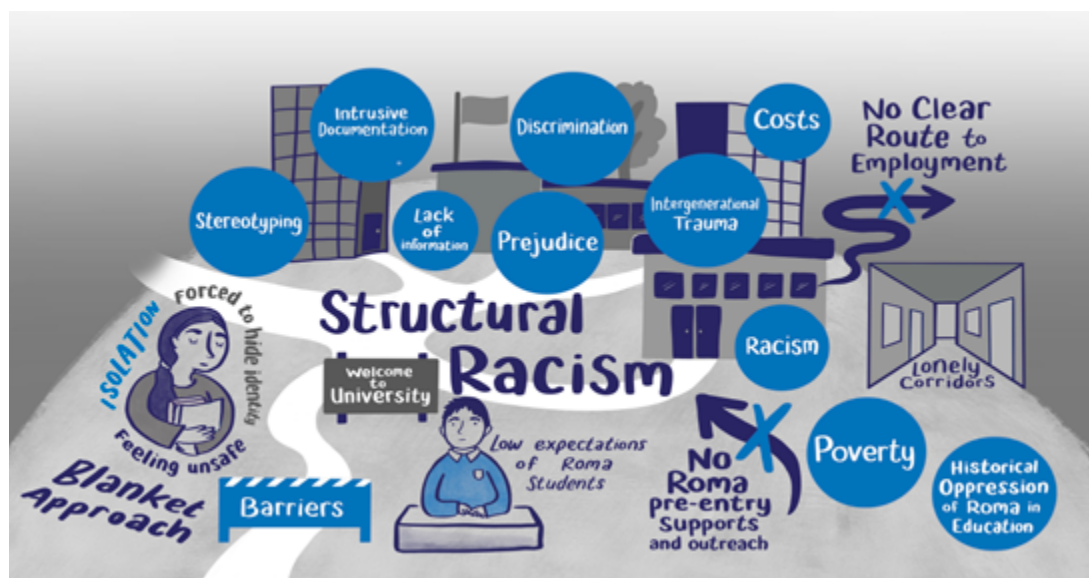 Intrusive
Documentation
Discrimination
Costs
No Clear
Route to
Employment
Stereotyping
Lack
of
information
Prejudice
Intergenerational
Trauma
ISOLATION
Forced to hide identity
Feeling unsafe
Structural
Racism
Welcome
to
University
Racism
Lonely
Corridors
Blanket
Approach
Barriers
Low expectations
of Roma
Students
No
Roma
pre-entry
Supports
and outreach
Poverty
Historical
Oppression
of Roma in
Education